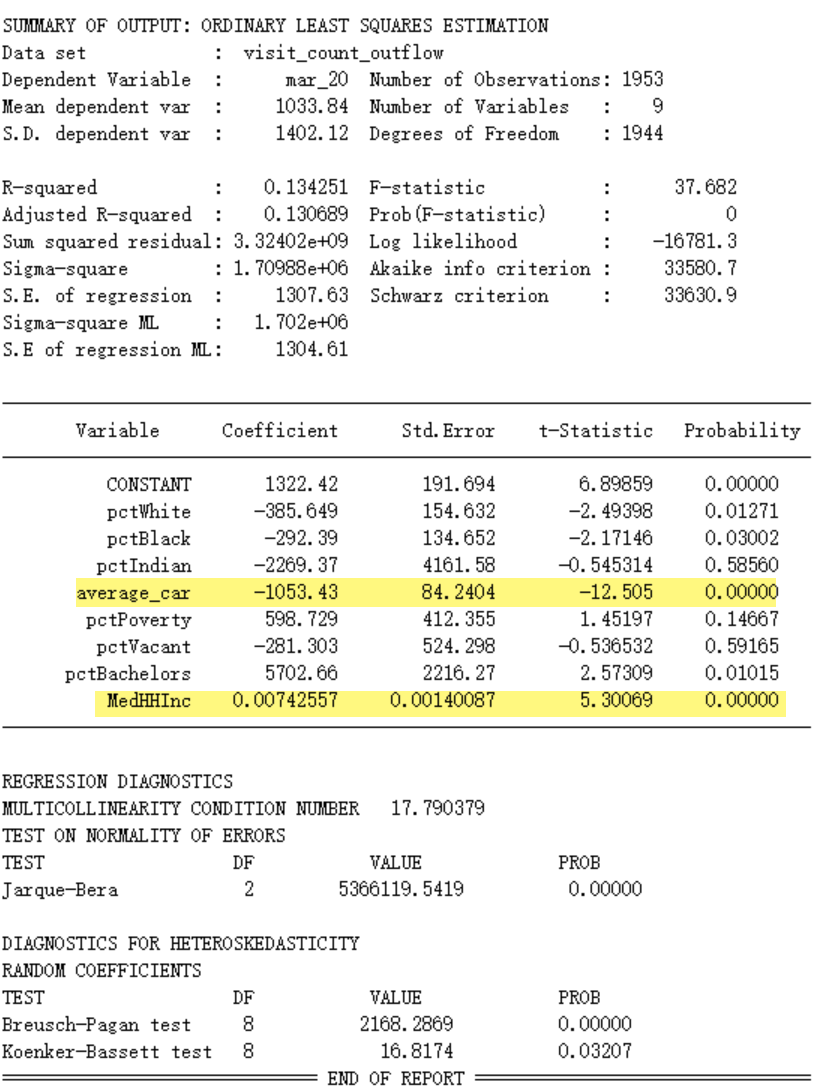 SUMMARY OF OUTPUT: ORDINARY LEAST SQUARES ESTIMATION
Data set : visit_count_outflow
Dependent Variable : mar_20 Number of Observations: 1953
Mean dependent var : 1033.84 Number of Variables : 9
S.D. dependent var : 1402.12 Degrees of Freedom : 1944
R-squared : 0.134251 F-statistic : 37.682
Adjusted R-squared : 0.130689 Prob(F-statistic) : 0
Sum squared residual: 3.32402e+09 Log likelihood : -16781.3
Sigma-square : 1.70988e+06 Akaike info criterion : 33580.7
S.E. of regression : 1307.63 Schwarz criterion : 33630.9
Sigma-square ML : 1.702e+06
S.E of regression ML: 1304.61
Variable Coefficient Std.Error t-Statistic Probability
CONSTANT 1322.42 191.694 6.89859 0.00000
pctWhite -385.649 154.632 -2.49398 0.01271
pctBlack -292.39 134.652 -2.17146 0.03002
pctIndian -2269.37 4161.58 -0.545314 0.58560
average_car -1053.43 84.2404 -12.505 0.00000
pctPoverty 598.729 412.355 1.45197 0.14667
pctVacant -281.303 524.298 -0.536532 0.59165
pctBachelors 5702.66 2216.27 2.57309 0.01015
MedHHInc 0.00742557 0.00140087 5.30069 0.00000
REGRESSION DIAGNOSTICS
MULTICOLLINEARITY CONDITION NUMBER 17.790379
TEST ON NORMALITY OF ERRORS
TEST DF VALUE PROB
Jarque-Bera 2 5366119.5419 0.00000
DIAGNOSTICS FOR HETEROSKEDASTICITY
RANDOM COEFFICIENTS
TEST DF VALUE PROB
Breusch-Pagan test 8 2168.2869 0.00000
Koenker-Bassett test 8 16.8174 0.03207
END OF REPORT